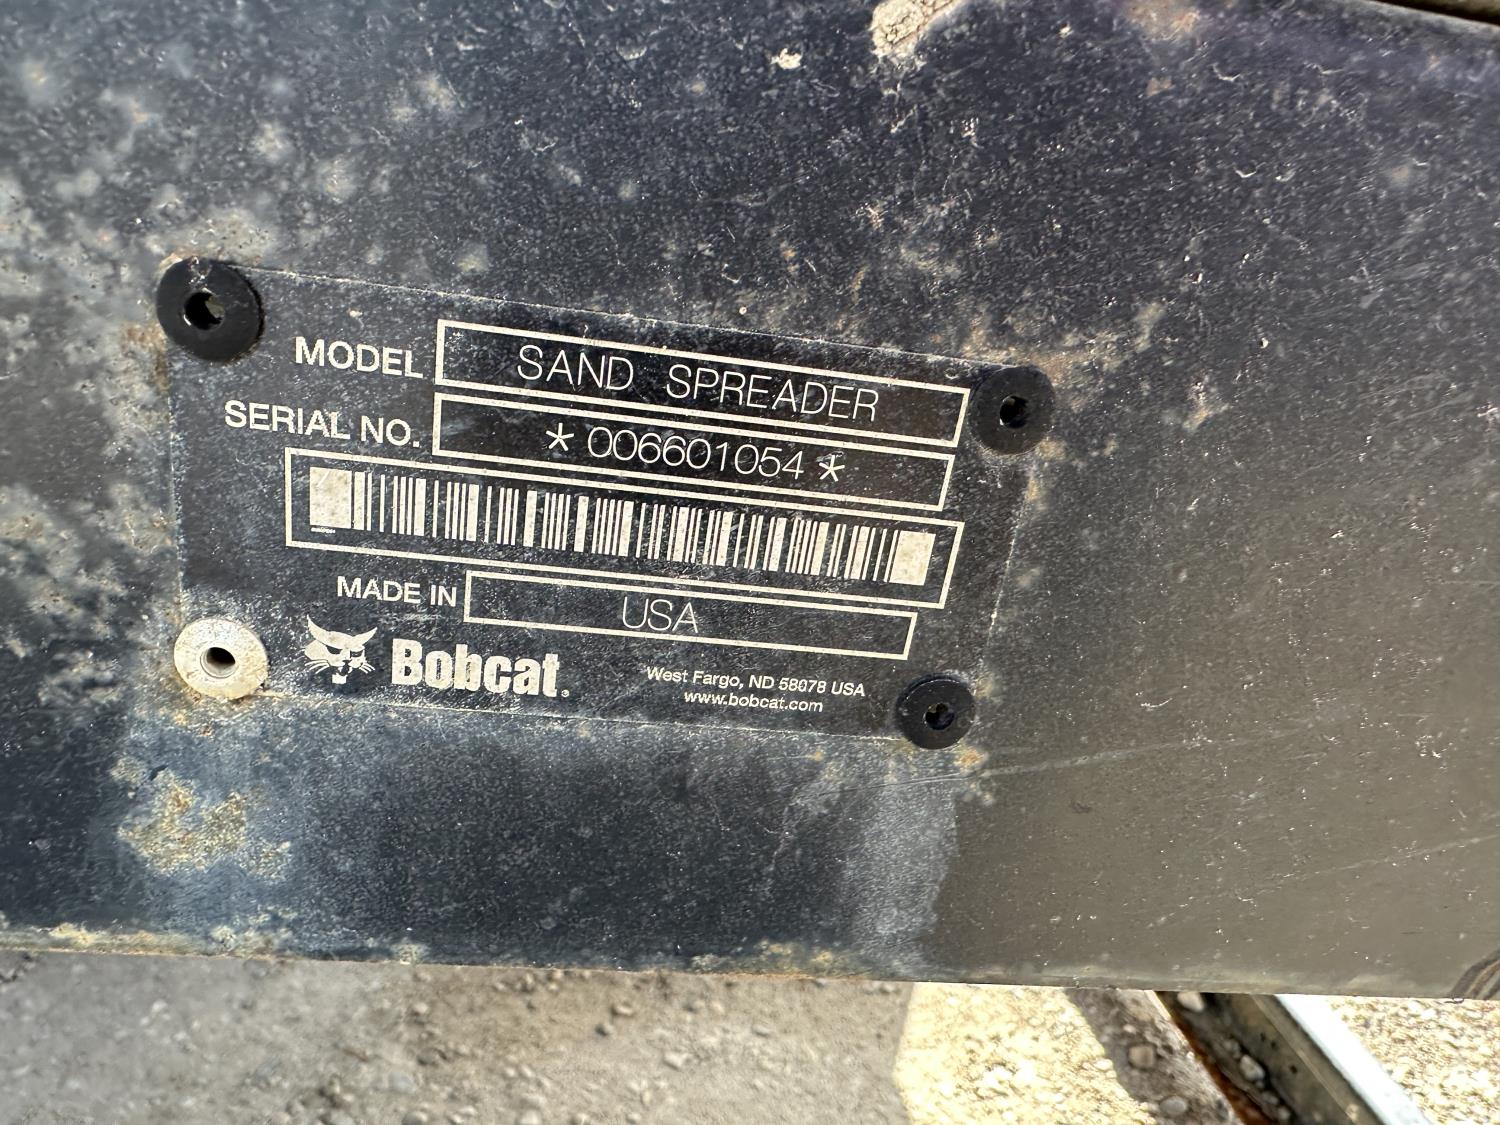 MODEL SAND SPREADER
SERIAL NO. *006601054*
MADE IN USA
Bobcat®
West Fargo, ND 58078 USA
www.bobcat.com